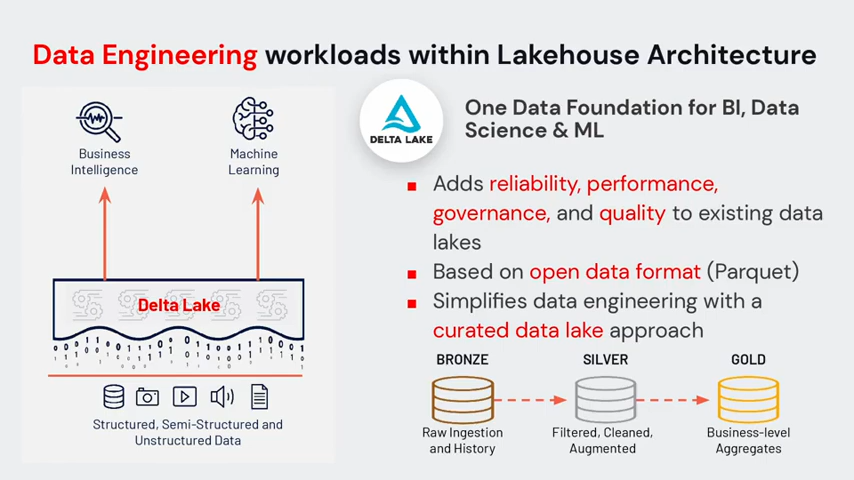 Data Engineering workloads within Lakehouse Architecture
Business
Intelligence
Machine
Learning
Delta Lake
Structured, Semi-Structured and
Unstructured Data
DELTA LAKE
One Data Foundation for BI, Data
Science & ML
Adds reliability, performance,
governance, and quality to existing data
lakes
Based on open data format (Parquet)
Simplifies data engineering with a
curated data lake approach
BRONZE
SILVER
GOLD
Raw Ingestion
and History
Filtered, Cleaned,
Augmented
Business-level
Aggregates